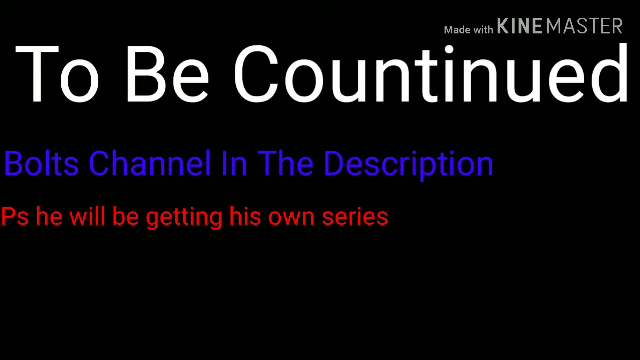 Made with KINEMASTER
To Be Countinued
Bolts Channel In The Description
Ps he will be getting his own series